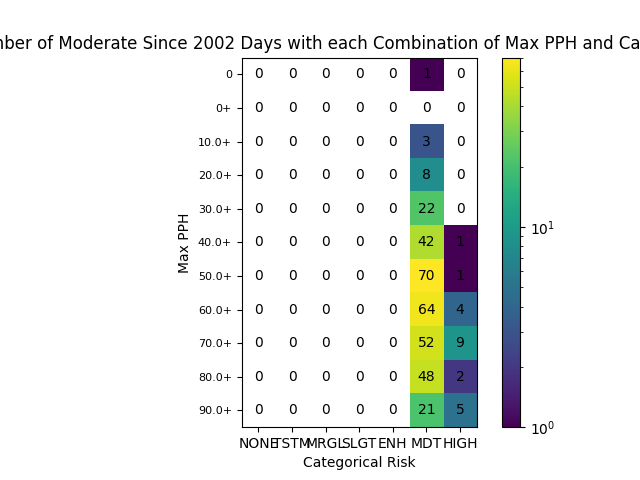 nber of Moderate Since 2002 Days with each Combination of Max PPH and Ca
0 0 0 0 0 0 1 0
0+ 0 0 0 0 0 0 0
10.0+ 0 0 0 0 0 3 0
20.0+ 0 0 0 0 0 8 0
30.0+ 0 0 0 0 0 22 0
40.0+ 0 0 0 0 0 42 1
50.0+ 0 0 0 0 0 70 1
60.0+ 0 0 0 0 0 64 4
70.0+ 0 0 0 0 0 52 9
80.0+ 0 0 0 0 0 48 2
90.0+ 0 0 0 0 0 21 5
Max PPH
NONE TSTM MRGL SLGT ENH MDT HIGH
Categorical Risk
10^1
10^0